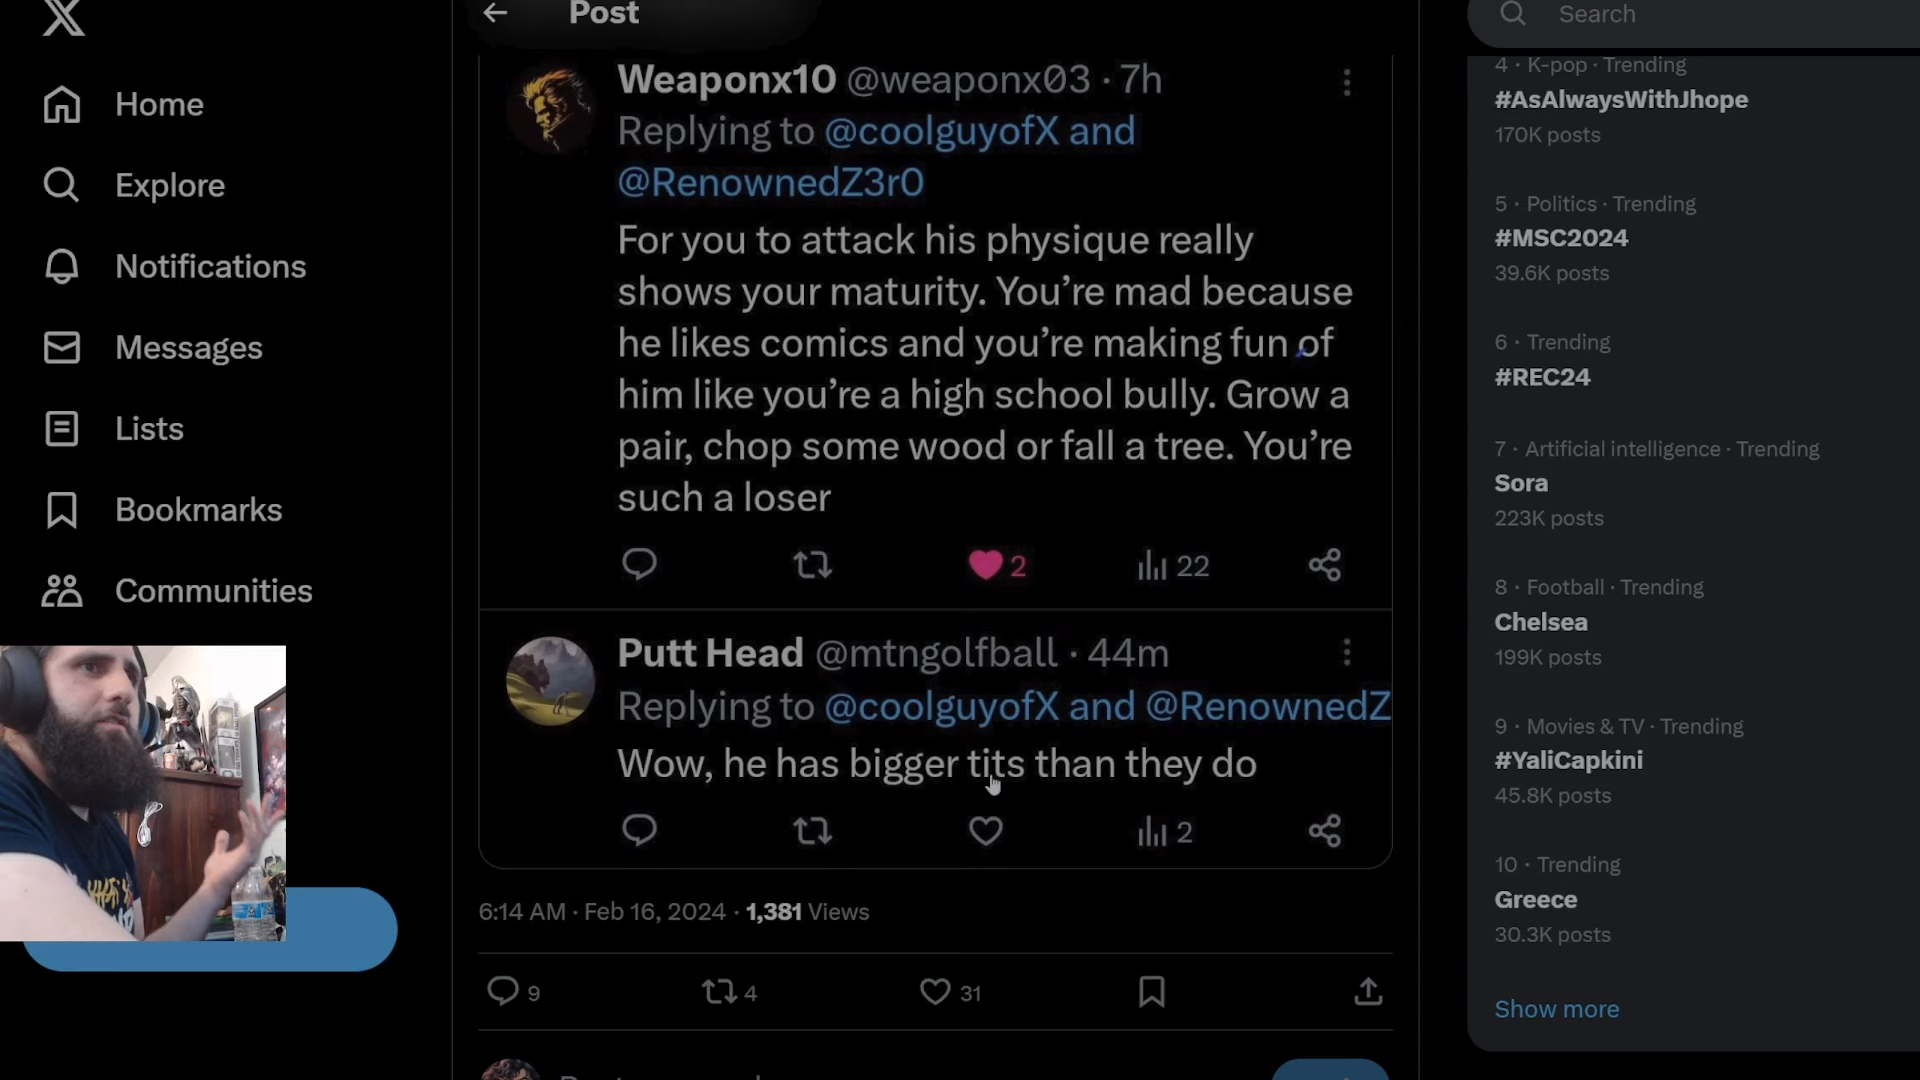 Post
Search
Home
Explore
Notifications
Messages
Lists
Bookmarks
Communities
Weaponx10 @weaponx03 · 7h
Replying to @coolguyofX and
@RenownedZ3r0
For you to attack his physique really
shows your maturity. You’re mad because
he likes comics and you’re making fun of
him like you’re a high school bully. Grow a
pair, chop some wood or fall a tree. You’re
such a loser
2
22
Putt Head @mtngolfball · 44m
Replying to @coolguyofX and @RenownedZ
Wow, he has bigger tits than they do
2
6:14 AM · Feb 16, 2024 · 1,381 Views
9
4
31
4 · K-pop · Trending
#AsAlwaysWithJhope
170K posts
5 · Politics · Trending
#MSC2024
39.6K posts
6 · Trending
#REC24
7 · Artificial intelligence · Trending
Sora
223K posts
8 · Football · Trending
Chelsea
199K posts
9 · Movies & TV · Trending
#YaliCapkini
45.8K posts
10 · Trending
Greece
30.3K posts
Show more